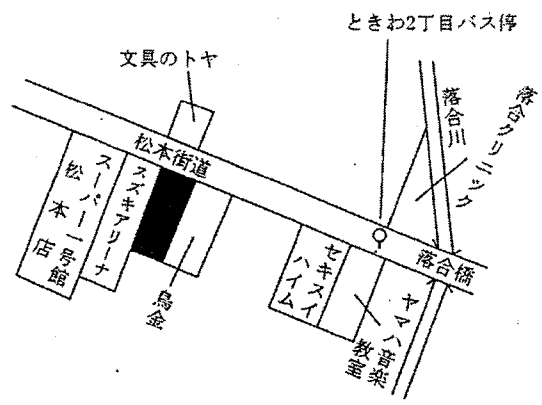 ときわ2丁目バス停
文具のトヤ
落合クリニック
落合川
松本街道
スーパー一号館
松本店
スズキアリーナ
鳥金
セキスイ
ハイム
落合橋
ヤマハ音楽
教室